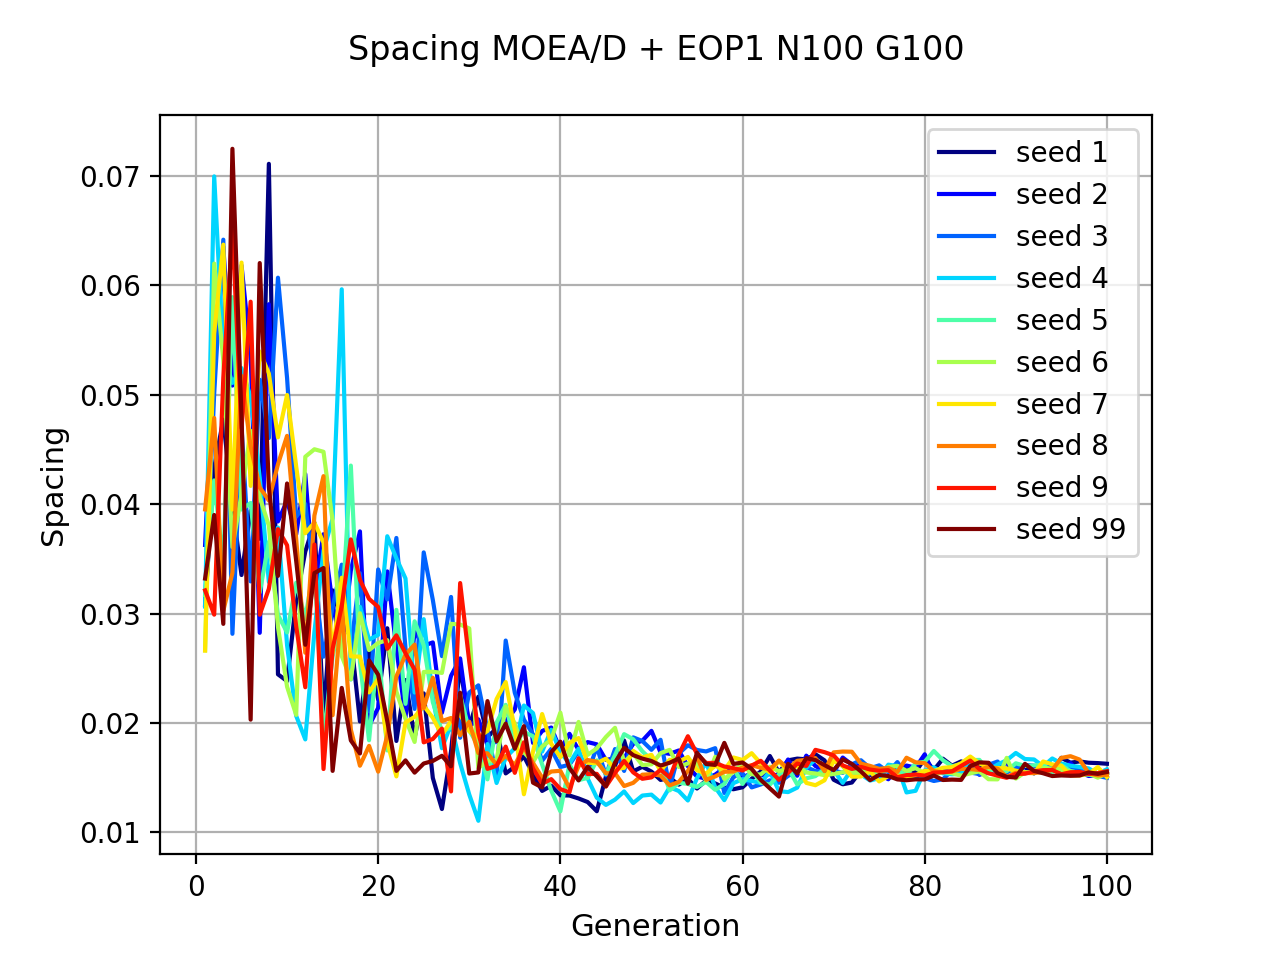 Spacing MOEA/D + EOP1 N100 G100
seed 1
seed 2
seed 3
seed 4
seed 5
seed 6
seed 7
seed 8
seed 9
seed 99
0.07
0.06
0.05
0.04
0.03
0.02
0.01
Spacing
0 20 40 60 80 100
Generation